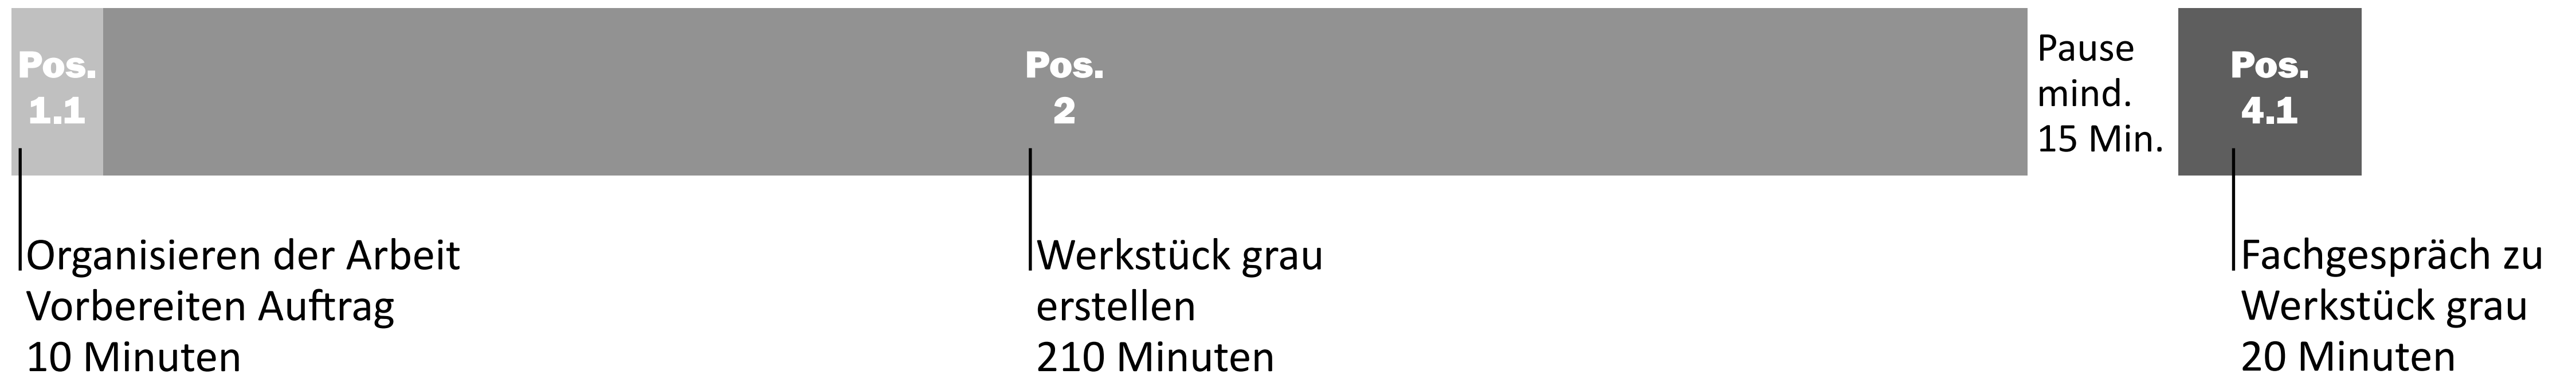 Pos.
1.1
Pos.
2
Pause
mind.
15 Min.
Pos.
4.1
Organisieren der Arbeit
Vorbereiten Auftrag
10 Minuten
Werkstück grau
erstellen
210 Minuten
Fachgespräch zu
Werkstück grau
20 Minuten